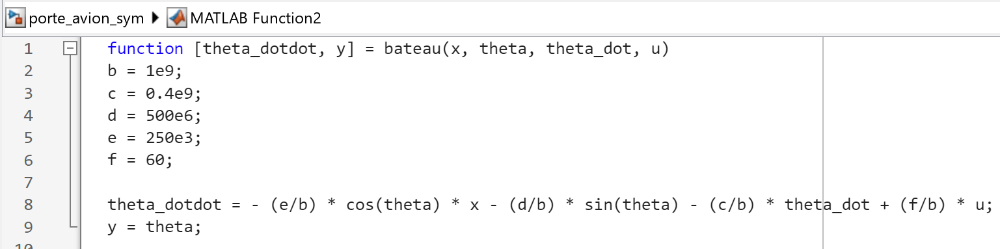 porte_avion_sym ▶ MATLAB Function2
1 function [theta_dotdot, y] = bateau(x, theta, theta_dot, u)
2 b = 1e9;
3 c = 0.4e9;
4 d = 500e6;
5 e = 250e3;
6 f = 60;
7
8 theta_dotdot = - (e/b) * cos(theta) * x - (d/b) * sin(theta) - (c/b) * theta_dot + (f/b) * u;
9 y = theta;
10